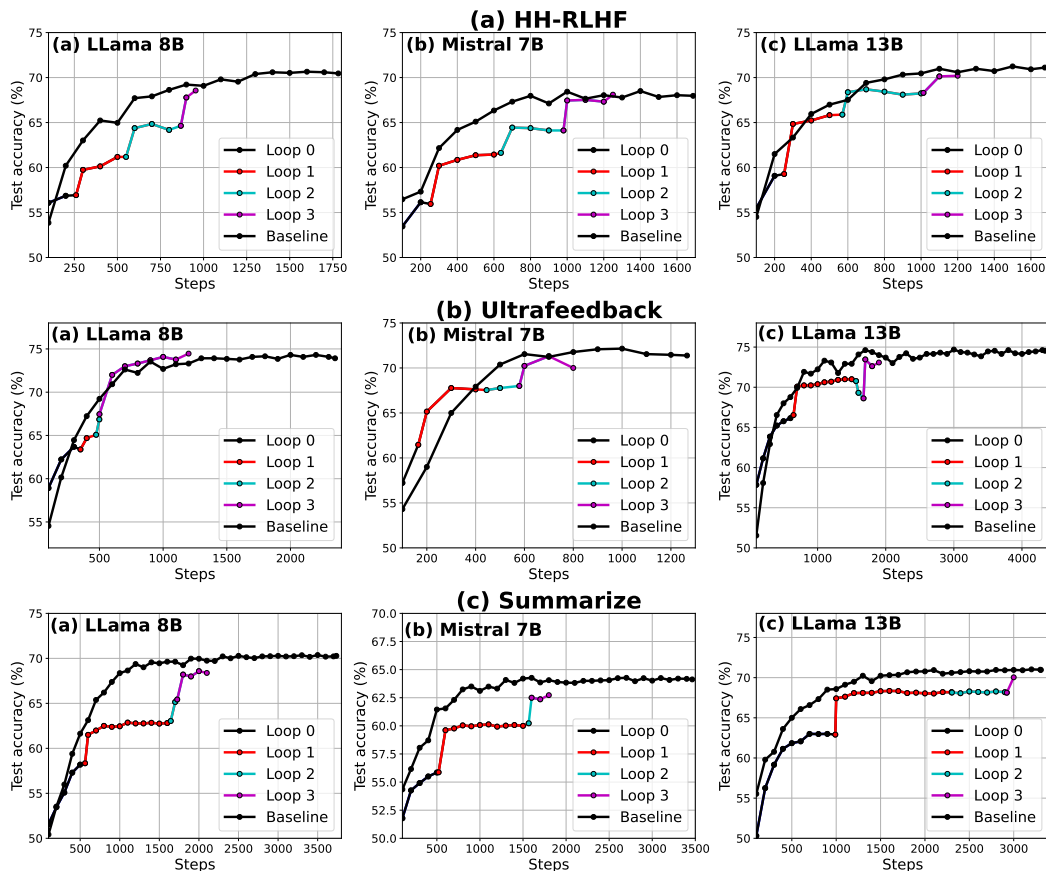 (a) HH-RLHF
(a) LLama 8B
Test accuracy (%)
75
70
65
60
55
50
250 500 750 1000 1250 1500 1750
Steps
Loop 0
Loop 1
Loop 2
Loop 3
Baseline
(b) Mistral 7B
Test accuracy (%)
75
70
65
60
55
50
200 400 600 800 1000 1200 1400 1600
Steps
Loop 0
Loop 1
Loop 2
Loop 3
Baseline
(c) LLama 13B
Test accuracy (%)
75
70
65
60
55
50
200 400 600 800 1000 1200 1400 1600
Steps
Loop 0
Loop 1
Loop 2
Loop 3
Baseline
(b) Ultrafeedback
(a) LLama 8B
Test accuracy (%)
75
70
65
60
55
500 1000 1500 2000
Steps
Loop 0
Loop 1
Loop 2
Loop 3
Baseline
(b) Mistral 7B
Test accuracy (%)
75
70
65
60
55
50
200 400 600 800 1000 1200
Steps
Loop 0
Loop 1
Loop 2
Loop 3
Baseline
(c) LLama 13B
Test accuracy (%)
75
70
65
60
55
50
1000 2000 3000 4000
Steps
Loop 0
Loop 1
Loop 2
Loop 3
Baseline
(c) Summarize
(a) LLama 8B
Test accuracy (%)
75
70
65
60
55
50
500 1000 1500 2000 2500 3000 3500
Steps
Loop 0
Loop 1
Loop 2
Loop 3
Baseline
(b) Mistral 7B
Test accuracy (%)
70.0
67.5
65.0
62.5
60.0
57.5
55.0
52.5
50.0
500 1000 1500 2000 2500 3000 3500
Steps
Loop 0
Loop 1
Loop 2
Loop 3
Baseline
(c) LLama 13B
Test accuracy (%)
75
70
65
60
55
50
500 1000 1500 2000 2500 3000
Steps
Loop 0
Loop 1
Loop 2
Loop 3
Baseline